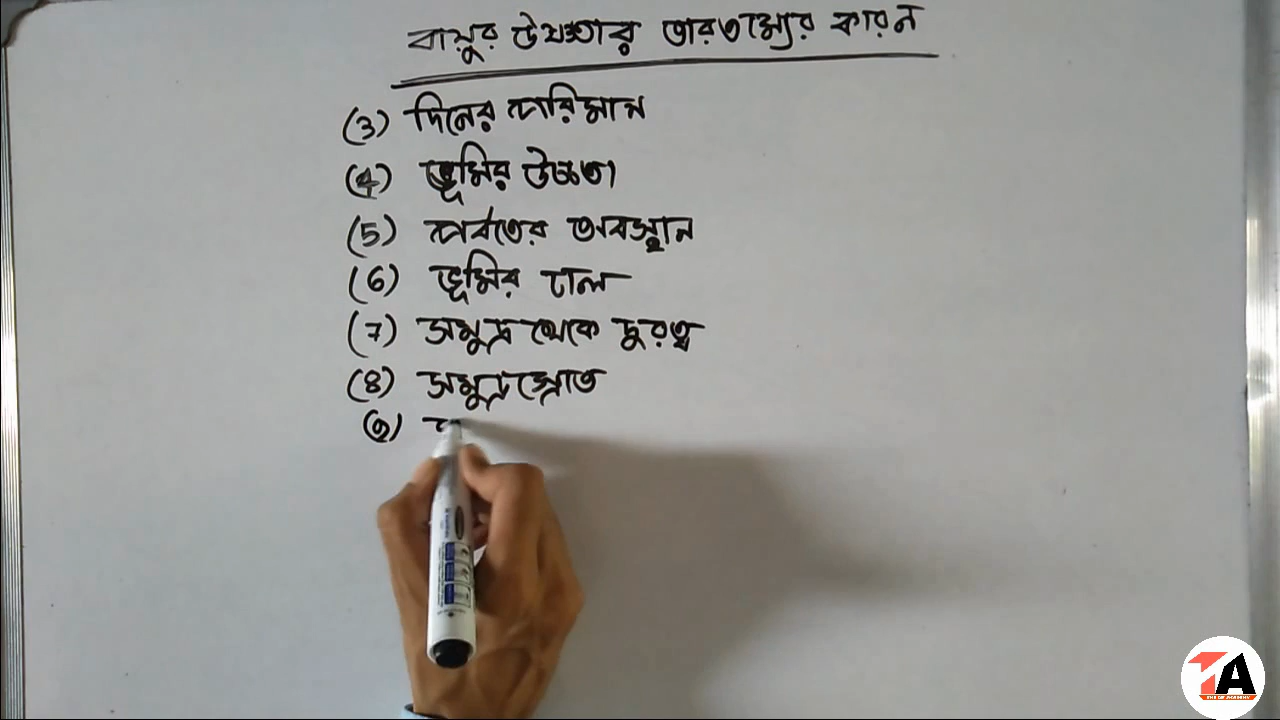 বায়ুর উষ্ণতার তারতম্যের কারন
(3) দিনের পরিমান
(4) ভূমির উচ্চতা
(5) পর্বতের অবস্থান
(6) ভূমির ঢাল
(7) সমুদ্র থেকে দুরত্ব
(8) সমুদ্রস্রোত
(9)
1A